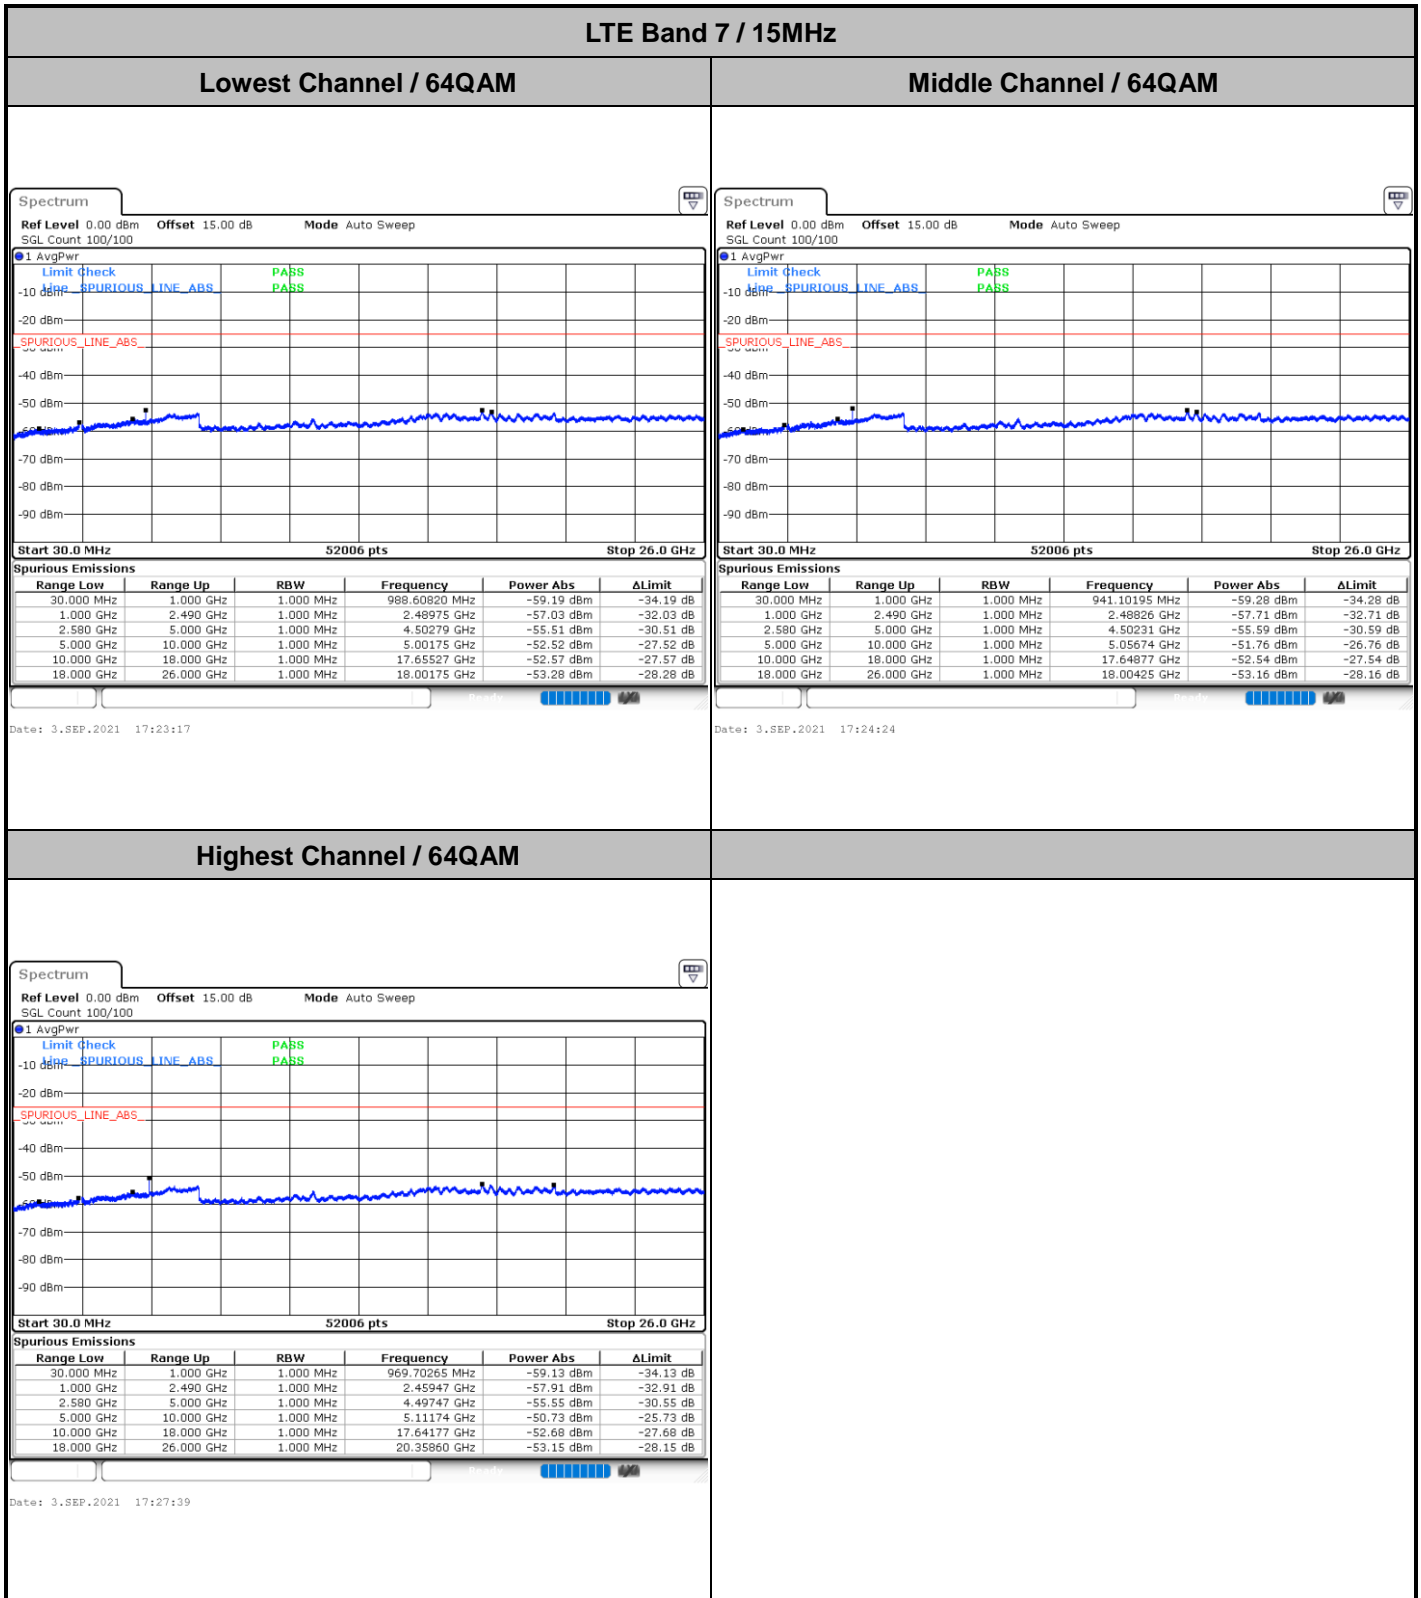 LTE Band 7 / 15MHz
Lowest Channel / 64QAM
Middle Channel / 64QAM
Spectrum
Ref Level 0.00 dBm Offset 15.00 dB Mode Auto Sweep
SGL Count 100/100
1 AvgPwr
Limit Check PASS
Line _SPURIOUS_LINE_ABS_ PASS
-10 dBm
-20 dBm
_SPURIOUS_LINE_ABS_
-40 dBm
-50 dBm
-70 dBm
-80 dBm
-90 dBm
Start 30.0 MHz 52006 pts Stop 26.0 GHz
Spurious Emissions
Range Low Range Up RBW Frequency Power Abs ΔLimit
30.000 MHz 1.000 GHz 1.000 MHz 988.60820 MHz -59.19 dBm -34.19 dB
1.000 GHz 2.490 GHz 1.000 MHz 2.48975 GHz -57.03 dBm -32.03 dB
2.580 GHz 5.000 GHz 1.000 MHz 4.50279 GHz -55.51 dBm -30.51 dB
5.000 GHz 10.000 GHz 1.000 MHz 5.00175 GHz -52.52 dBm -27.52 dB
10.000 GHz 18.000 GHz 1.000 MHz 17.65527 GHz -52.57 dBm -27.57 dB
18.000 GHz 26.000 GHz 1.000 MHz 18.00175 GHz -53.28 dBm -28.28 dB
Date: 3.SEP.2021 17:23:17
Spectrum
Ref Level 0.00 dBm Offset 15.00 dB Mode Auto Sweep
SGL Count 100/100
1 AvgPwr
Limit Check PASS
Line _SPURIOUS_LINE_ABS_ PASS
-10 dBm
-20 dBm
_SPURIOUS_LINE_ABS_
-40 dBm
-50 dBm
-70 dBm
-80 dBm
-90 dBm
Start 30.0 MHz 52006 pts Stop 26.0 GHz
Spurious Emissions
Range Low Range Up RBW Frequency Power Abs ΔLimit
30.000 MHz 1.000 GHz 1.000 MHz 941.10195 MHz -59.28 dBm -34.28 dB
1.000 GHz 2.490 GHz 1.000 MHz 2.48826 GHz -57.71 dBm -32.71 dB
2.580 GHz 5.000 GHz 1.000 MHz 4.50231 GHz -55.59 dBm -30.59 dB
5.000 GHz 10.000 GHz 1.000 MHz 5.05674 GHz -51.76 dBm -26.76 dB
10.000 GHz 18.000 GHz 1.000 MHz 17.64877 GHz -52.54 dBm -27.54 dB
18.000 GHz 26.000 GHz 1.000 MHz 18.00425 GHz -53.16 dBm -28.16 dB
Date: 3.SEP.2021 17:24:24
Highest Channel / 64QAM
Spectrum
Ref Level 0.00 dBm Offset 15.00 dB Mode Auto Sweep
SGL Count 100/100
1 AvgPwr
Limit Check PASS
Line _SPURIOUS_LINE_ABS_ PASS
-10 dBm
-20 dBm
_SPURIOUS_LINE_ABS_
-40 dBm
-50 dBm
-70 dBm
-80 dBm
-90 dBm
Start 30.0 MHz 52006 pts Stop 26.0 GHz
Spurious Emissions
Range Low Range Up RBW Frequency Power Abs ΔLimit
30.000 MHz 1.000 GHz 1.000 MHz 969.70265 MHz -59.13 dBm -34.13 dB
1.000 GHz 2.490 GHz 1.000 MHz 2.45947 GHz -57.91 dBm -32.91 dB
2.580 GHz 5.000 GHz 1.000 MHz 4.49747 GHz -55.55 dBm -30.55 dB
5.000 GHz 10.000 GHz 1.000 MHz 5.11174 GHz -50.73 dBm -25.73 dB
10.000 GHz 18.000 GHz 1.000 MHz 17.64177 GHz -52.68 dBm -27.68 dB
18.000 GHz 26.000 GHz 1.000 MHz 20.35860 GHz -53.15 dBm -28.15 dB
Date: 3.SEP.2021 17:27:39